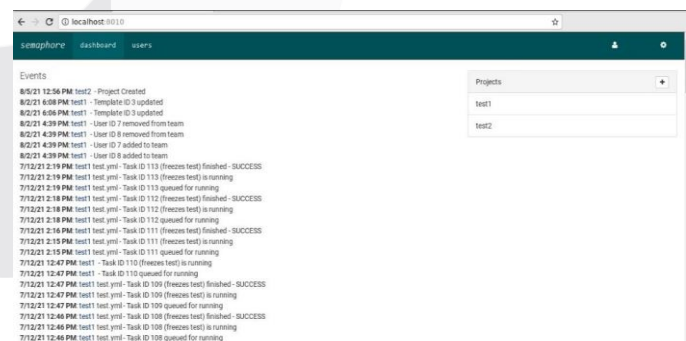 localhost:8010
semaphore dashboard users
Events
8/5/21 12:56 PM: test2 - Project Created
8/2/21 6:08 PM: test1 - Template ID 3 updated
8/2/21 6:06 PM: test1 - Template ID 3 updated
8/2/21 4:39 PM: test1 - User ID 7 removed from team
8/2/21 4:39 PM: test1 - User ID 8 removed from team
8/2/21 4:39 PM: test1 - User ID 7 added to team
8/2/21 4:39 PM: test1 - User ID 8 added to team
7/12/21 2:19 PM: test1 test.yml - Task ID 113 (freezes test) finished - SUCCESS
7/12/21 2:19 PM: test1 test.yml - Task ID 113 (freezes test) is running
7/12/21 2:19 PM: test1 test.yml - Task ID 113 queued for running
7/12/21 2:18 PM: test1 test.yml - Task ID 112 (freezes test) finished - SUCCESS
7/12/21 2:18 PM: test1 test.yml - Task ID 112 (freezes test) is running
7/12/21 2:18 PM: test1 test.yml - Task ID 112 queued for running
7/12/21 2:16 PM: test1 test.yml - Task ID 111 (freezes test) finished - SUCCESS
7/12/21 2:15 PM: test1 test.yml - Task ID 111 (freezes test) is running
7/12/21 2:15 PM: test1 test.yml - Task ID 111 queued for running
7/12/21 12:47 PM: test1 - Task ID 110 (freezes test) is running
7/12/21 12:47 PM: test1 - Task ID 110 queued for running
7/12/21 12:47 PM: test1 test.yml - Task ID 109 (freezes test) finished - SUCCESS
7/12/21 12:47 PM: test1 test.yml - Task ID 109 (freezes test) is running
7/12/21 12:47 PM: test1 test.yml - Task ID 109 queued for running
7/12/21 12:46 PM: test1 test.yml - Task ID 108 (freezes test) finished - SUCCESS
7/12/21 12:46 PM: test1 test.yml - Task ID 108 (freezes test) is running
7/12/21 12:46 PM: test1 test.yml - Task ID 108 queued for running
Projects
test1
test2